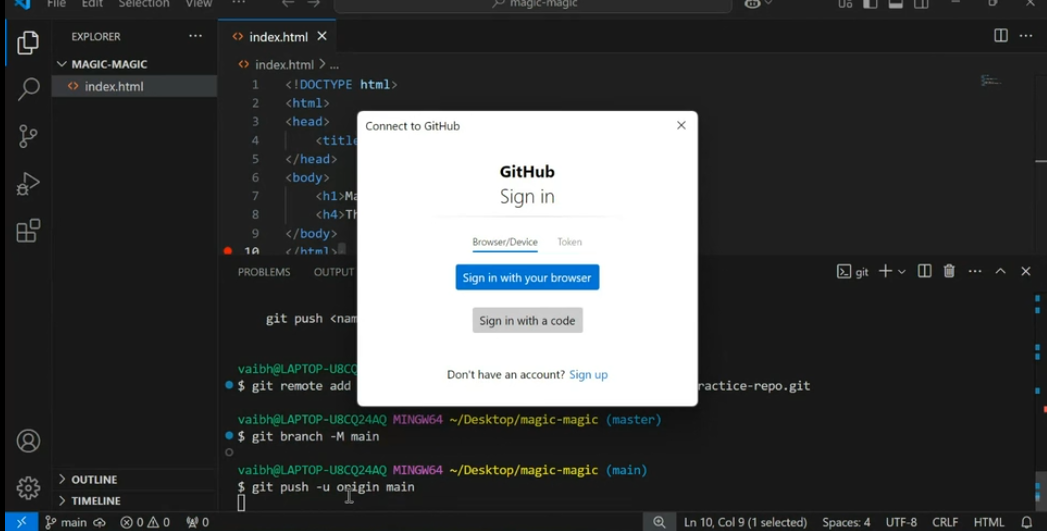 File Edit Selection View ... magic-magic
EXPLORER ...
MAGIC-MAGIC
index.html
index.html
index.html > ...
1 <!DOCTYPE html>
2 <html>
3 <head>
4 <title
5 </head>
6 <body>
7 <h1>Ma
8 <h4>Th
9 </body>
10 </html>
Connect to GitHub
GitHub
Sign in
Browser/Device Token
Sign in with your browser
Sign in with a code
Don't have an account? Sign up
PROBLEMS OUTPUT git
git push <nam
vaibh@LAPTOP-U8CQ
$ git remote add ractice-repo.git
vaibh@LAPTOP-U8CQ24AQ MINGW64 ~/Desktop/magic-magic (master)
$ git branch -M main
vaibh@LAPTOP-U8CQ24AQ MINGW64 ~/Desktop/magic-magic (main)
$ git push -u origin main
OUTLINE
TIMELINE
main 0 0 0 Ln 10, Col 9 (1 selected) Spaces: 4 UTF-8 CRLF HTML